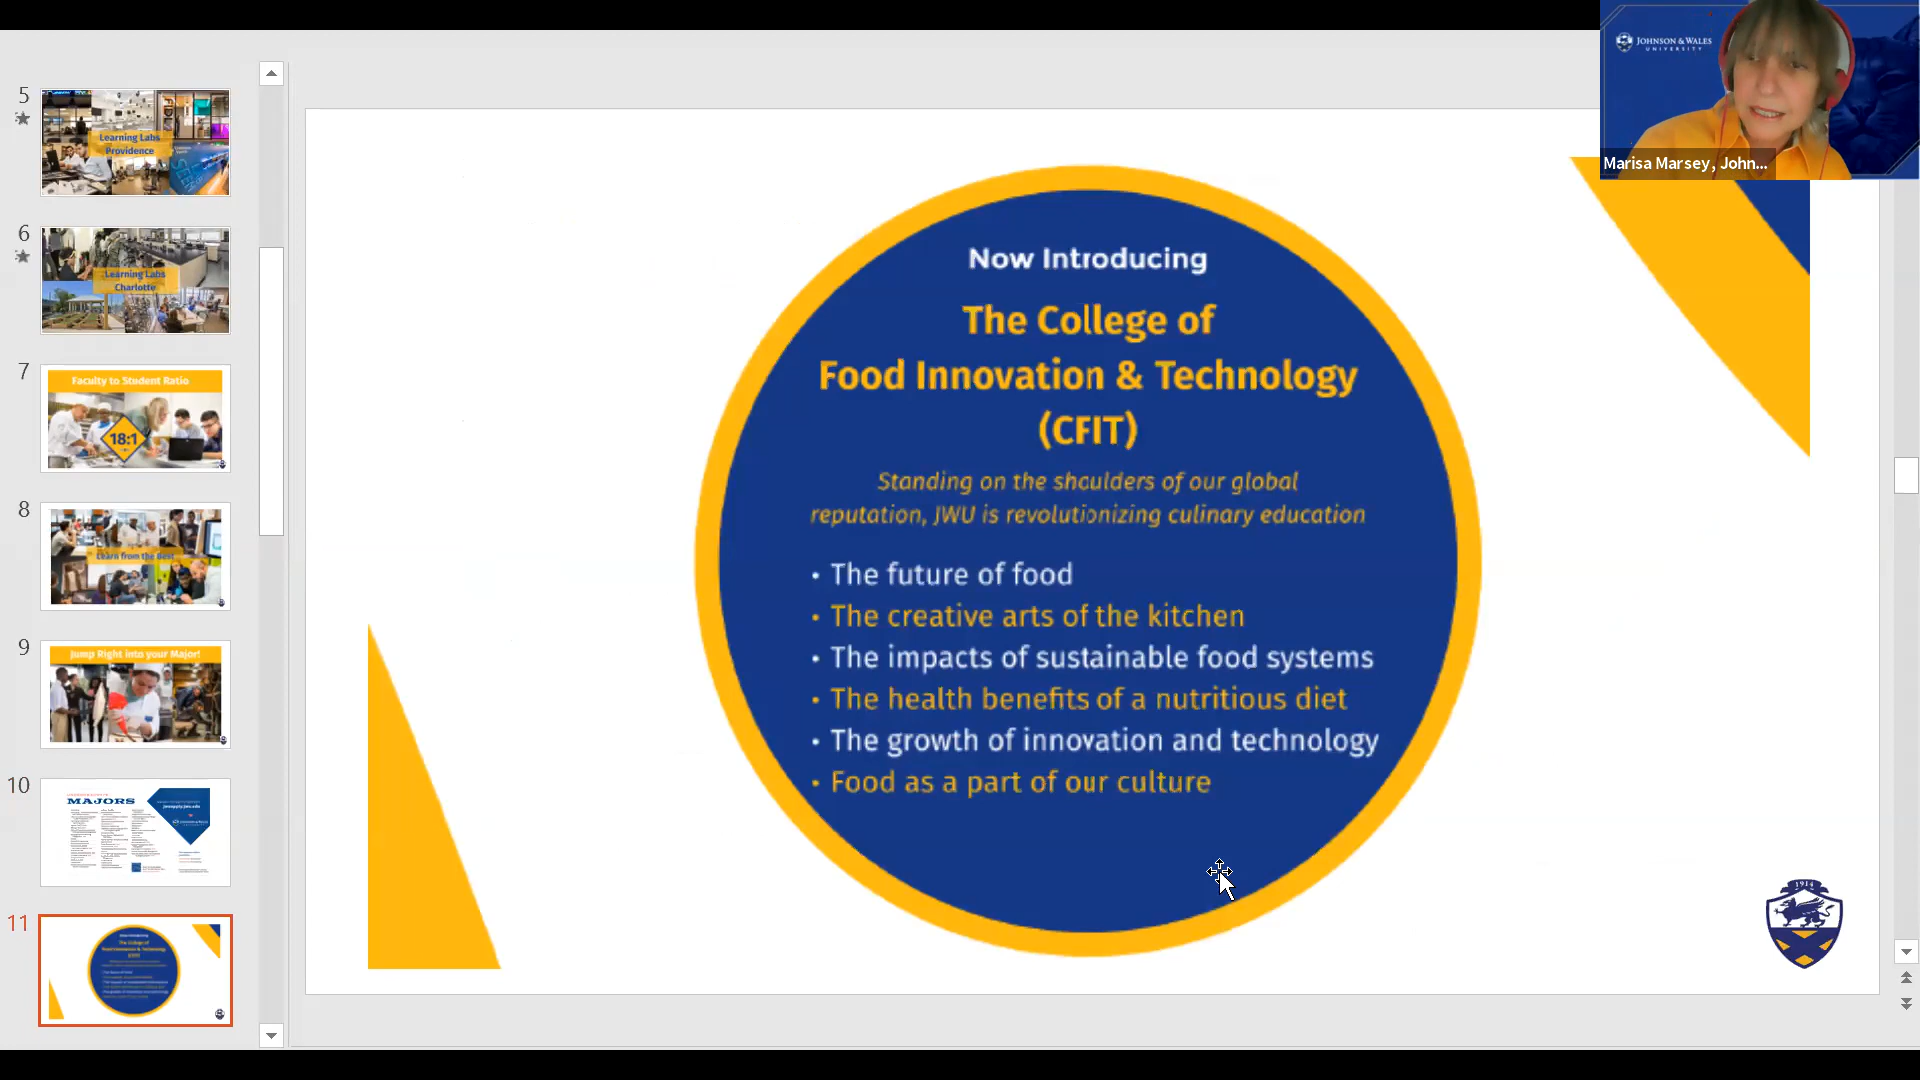 5
Learning Labs
Providence
6
Learning Labs
Charlotte
7
Faculty to Student Ratio
18:1
8
Learn from the Best
9
Jump Right into your Major!
10
MAJORS
11
JOHNSON & WALES
UNIVERSITY
Marisa Marsey, John...
Now Introducing
The College of
Food Innovation & Technology
(CFIT)
Standing on the shoulders of our global
reputation, JWU is revolutionizing culinary education
• The future of food
• The creative arts of the kitchen
• The impacts of sustainable food systems
• The health benefits of a nutritious diet
• The growth of innovation and technology
• Food as a part of our culture
1914